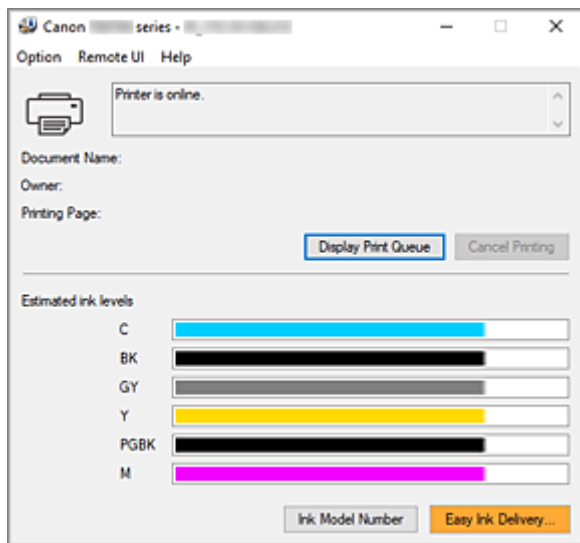 Canon series -
Option Remote UI Help
Printer is online.
Document Name:
Owner:
Printing Page:
Display Print Queue Cancel Printing
Estimated ink levels
C
BK
GY
Y
PGBK
M
Ink Model Number Easy Ink Delivery...